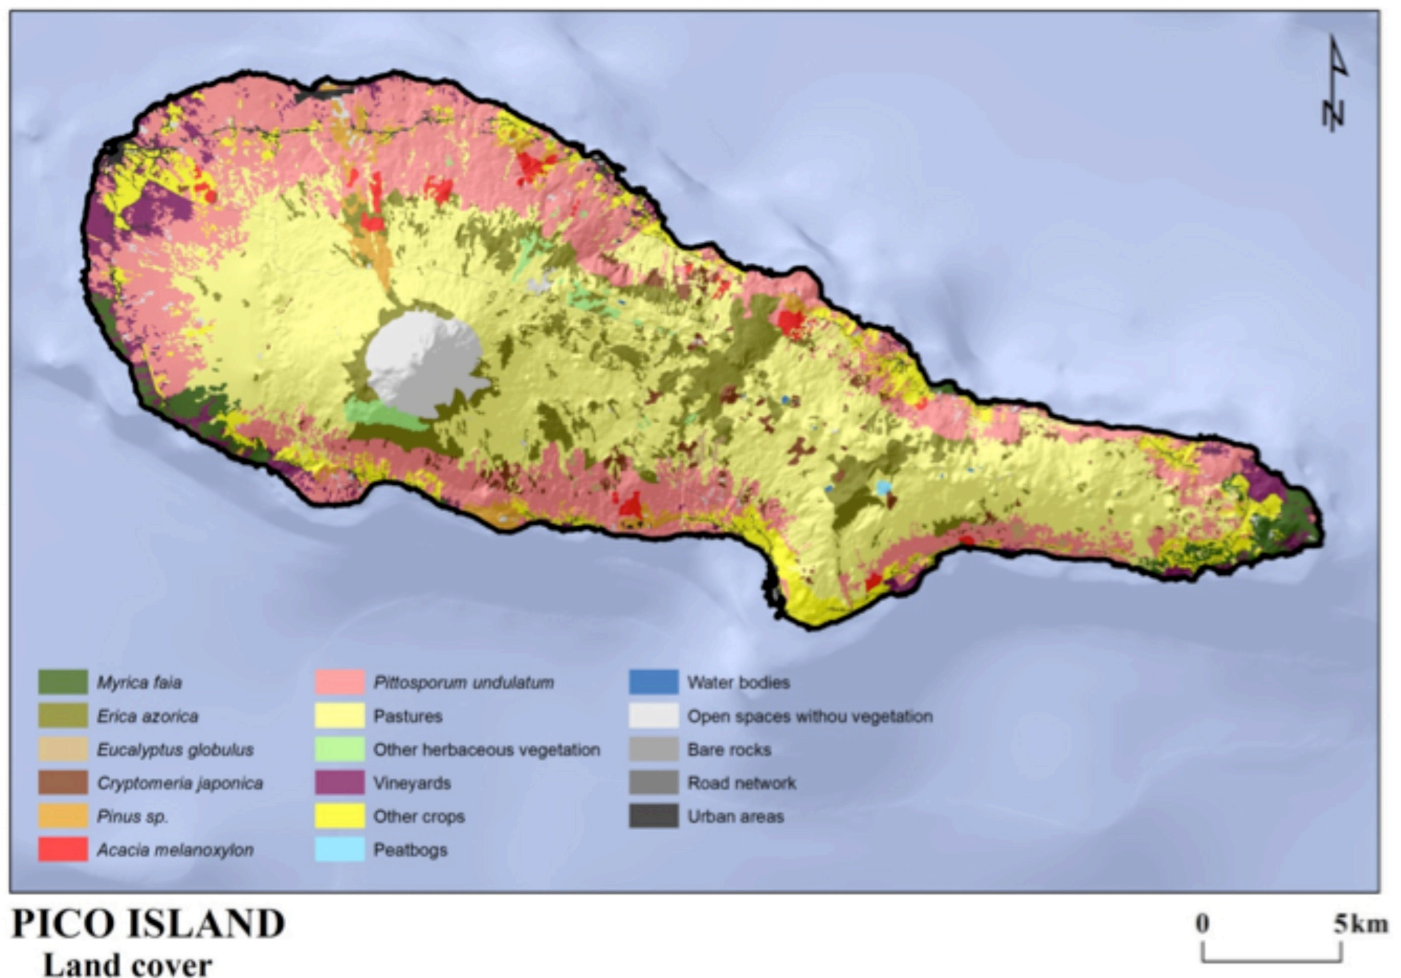 N
Myrica faia
Erica azorica
Eucalyptus globulus
Cryptomeria japonica
Pinus sp.
Acacia melanoxylon
Pittosporum undulatum
Pastures
Other herbaceous vegetation
Vineyards
Other crops
Peatbogs
Water bodies
Open spaces withou vegetation
Bare rocks
Road network
Urban areas
PICO ISLAND
Land cover
0 5km